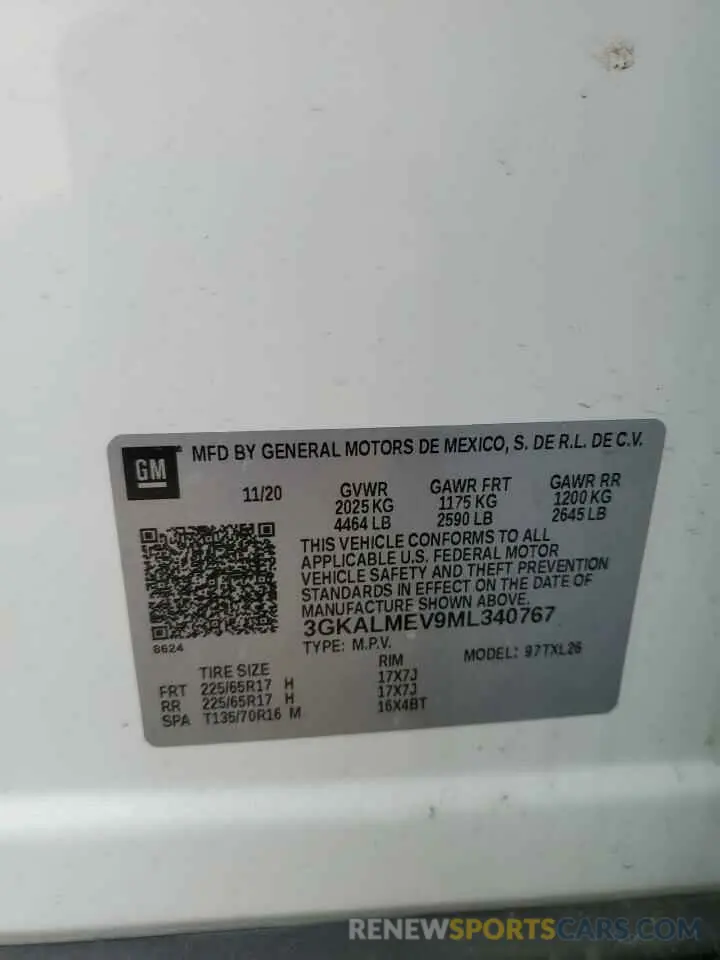 GM
MFD BY GENERAL MOTORS DE MEXICO, S. DE R.L. DE C.V.
11/20 GVWR GAWR FRT GAWR RR
2025 KG 1175 KG 1200 KG
4464 LB 2590 LB 2645 LB
THIS VEHICLE CONFORMS TO ALL
APPLICABLE U.S. FEDERAL MOTOR
VEHICLE SAFETY AND THEFT PREVENTION
STANDARDS IN EFFECT ON THE DATE OF
MANUFACTURE SHOWN ABOVE.
3GKALMEV9ML340767
8624
TYPE: M.P.V. MODEL: 97TXL26
TIRE SIZE RIM
FRT 225/65R17 H 17X7J
RR 225/65R17 H 17X7J
SPA T135/70R16 M 16X4BT
RENEWSPORTSCARS.COM